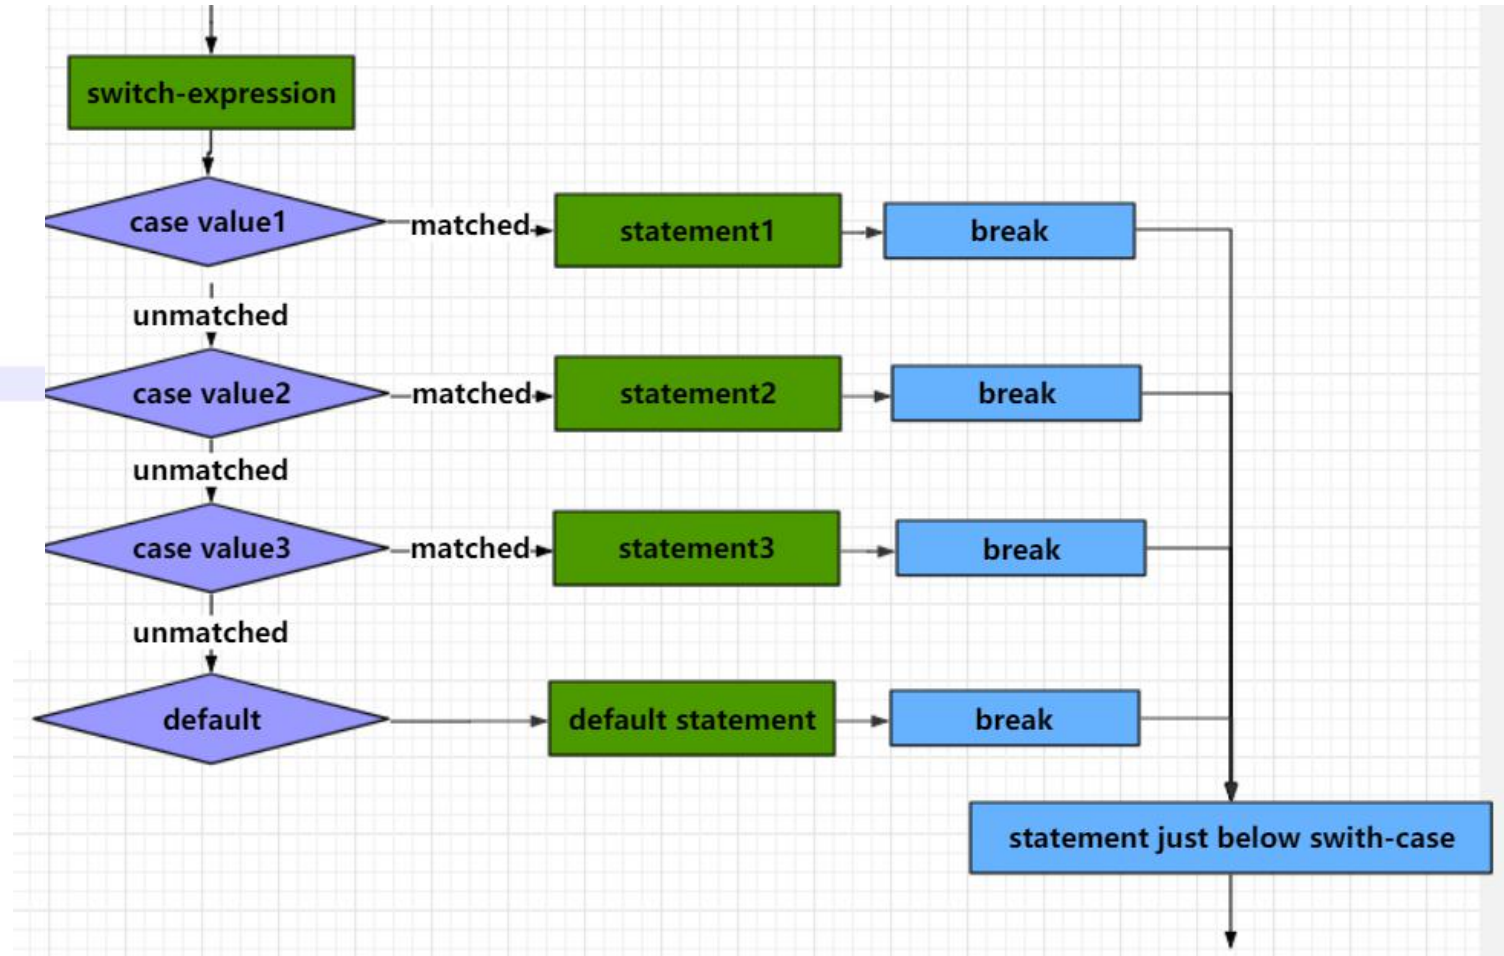 switch-expression
case value1
matched
statement1
break
unmatched
case value2
matched
statement2
break
unmatched
case value3
matched
statement3
break
unmatched
default
default statement
break
statement just below swith-case